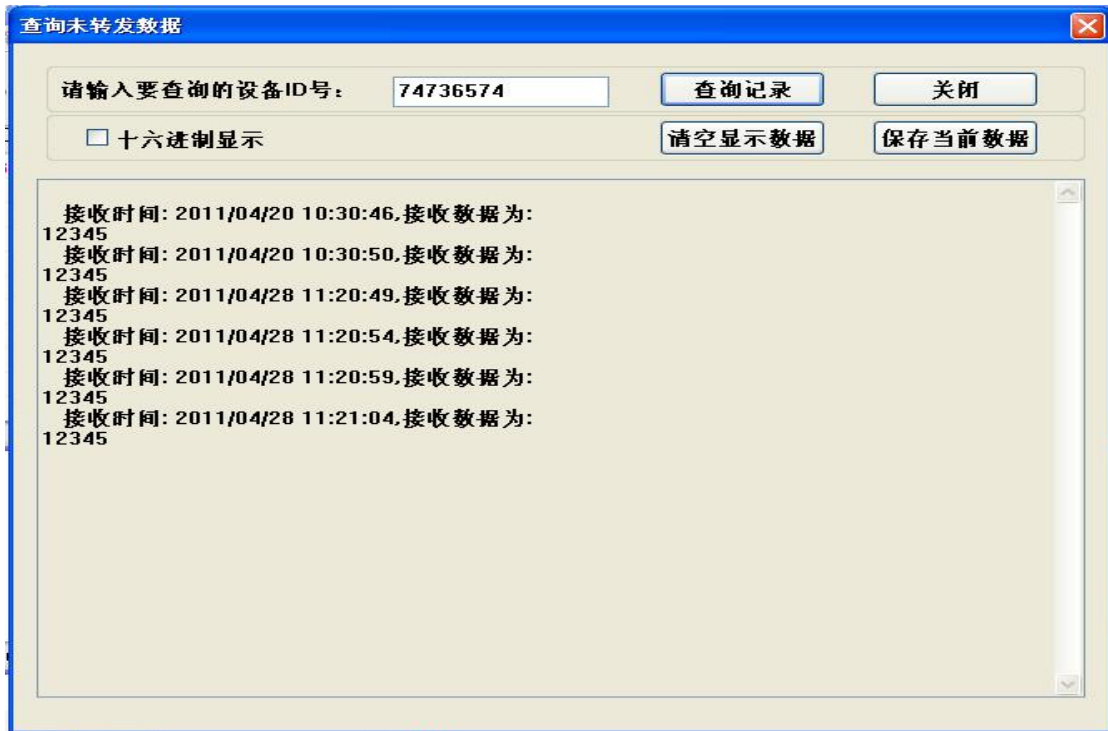 查询未转发数据
请输入要查询的设备ID号：
74736574
查询记录
关闭
十六进制显示
清空显示数据
保存当前数据
接收时间: 2011/04/20 10:30:46,接收数据为:
12345
接收时间: 2011/04/20 10:30:50,接收数据为:
12345
接收时间: 2011/04/28 11:20:49,接收数据为:
12345
接收时间: 2011/04/28 11:20:54,接收数据为:
12345
接收时间: 2011/04/28 11:20:59,接收数据为:
12345
接收时间: 2011/04/28 11:21:04,接收数据为:
12345